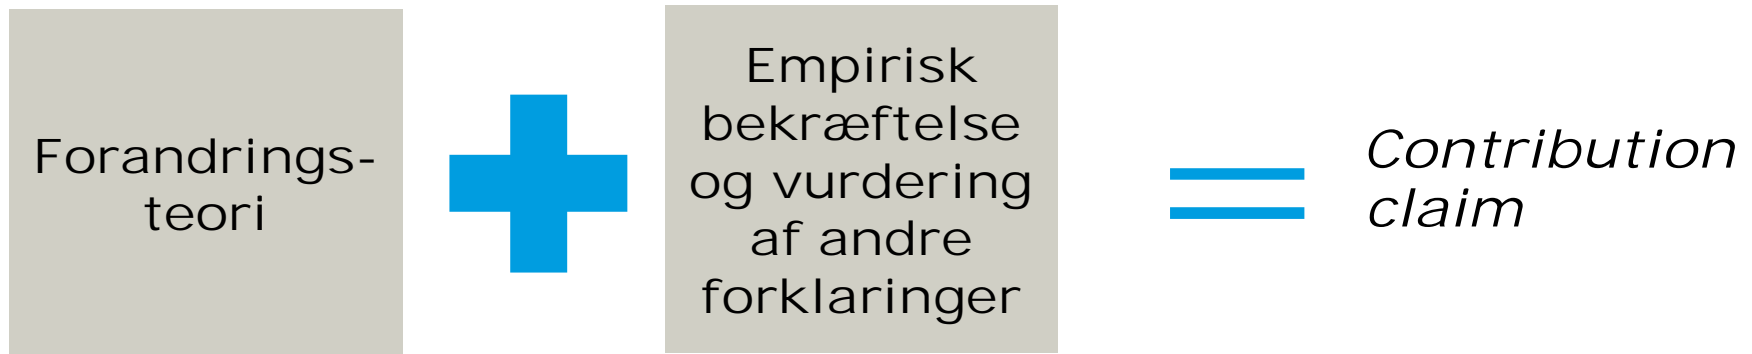 Forandrings-
teori
Empirisk
bekræftelse
og vurdering
af andre
forklaringer
Contribution
claim